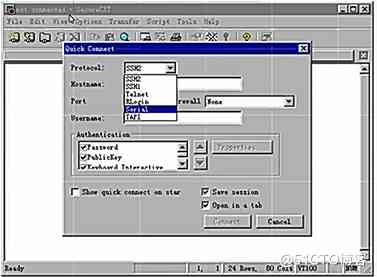 not connected - SecureCRT
File Edit View Options Transfer Script Tools Help
Quick Connect
Protocol: SSH2
SSH2
SSH1
Telnet
RLogin
Serial
TAPI
Hostname:
Port
rewall None
Username:
Authentication
Password
PublicKey
Keyboard Interactive
Properties...
Show quick connect on star
Save session
Open in a tab
Connect Cancel
Ready 1, 1 24 Rows, 80 Cols VT100 NUM
@51CTO博客